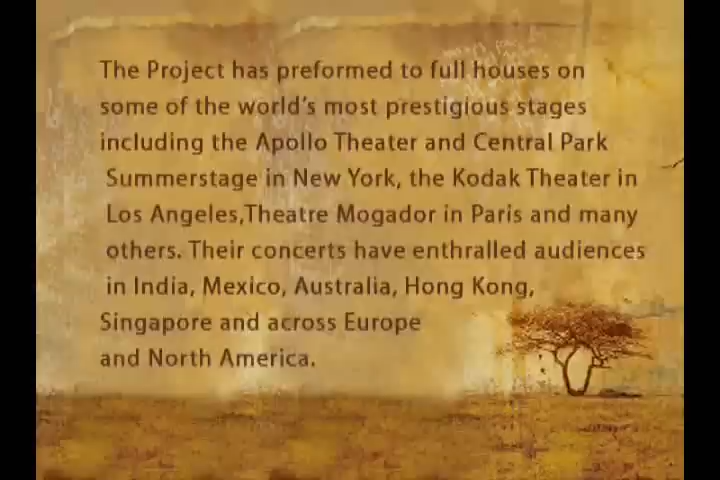 The Project has preformed to full houses on
some of the world's most prestigious stages
including the Apollo Theater and Central Park
Summerstage in New York, the Kodak Theater in
Los Angeles,Theatre Mogador in Paris and many
others. Their concerts have enthralled audiences
in India, Mexico, Australia, Hong Kong,
Singapore and across Europe
and North America.